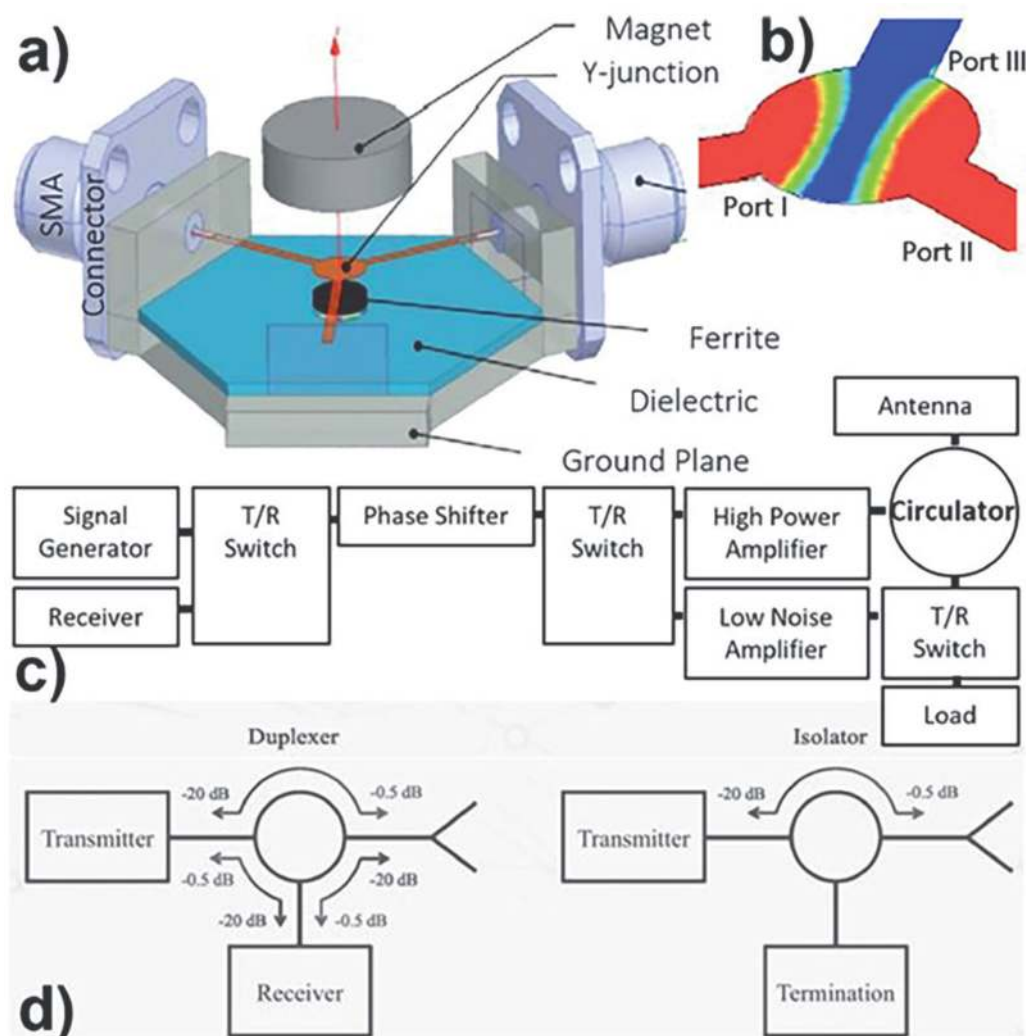 a)
Magnet
Y-junction
SMA
Connector
Ferrite
Dielectric
Ground Plane
b)
Port III
Port I
Port II
Antenna
Signal
Generator
T/R
Switch
Phase Shifter
T/R
Switch
High Power
Amplifier
Circulator
Receiver
Low Noise
Amplifier
T/R
Switch
Load
c)
Duplexer
Isolator
-20 dB
-0.5 dB
Transmitter
-0.5 dB
-20 dB
-20 dB
-0.5 dB
Receiver
-20 dB
-0.5 dB
Transmitter
Termination
d)